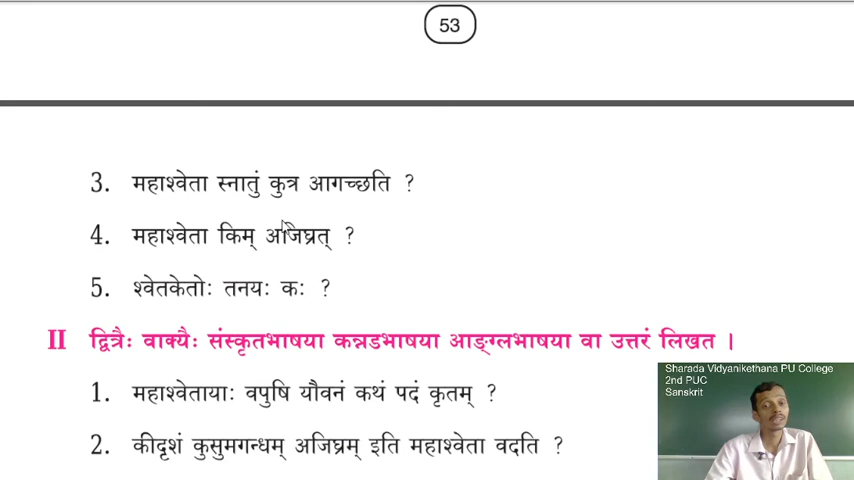 53
3. महाश्वेता स्नातुं कुत्र आगच्छति ?
4. महाश्वेता किम् अजिघ्रत् ?
5. श्वेतकेतोः तनयः कः ?
II द्वित्रैः वाक्यैः संस्कृतभाषया कन्नडभाषया आङ्ग्लभाषया वा उत्तरं लिखत ।
1. महाश्वेतायाः वपुषि यौवनं कथं पदं कृतम् ?
2. कीदृशं कुसुमगन्धम् अजिघ्रम् इति महाश्वेता वदति ?
Sharada Vidyanikethana PU College
2nd PUC
Sanskrit